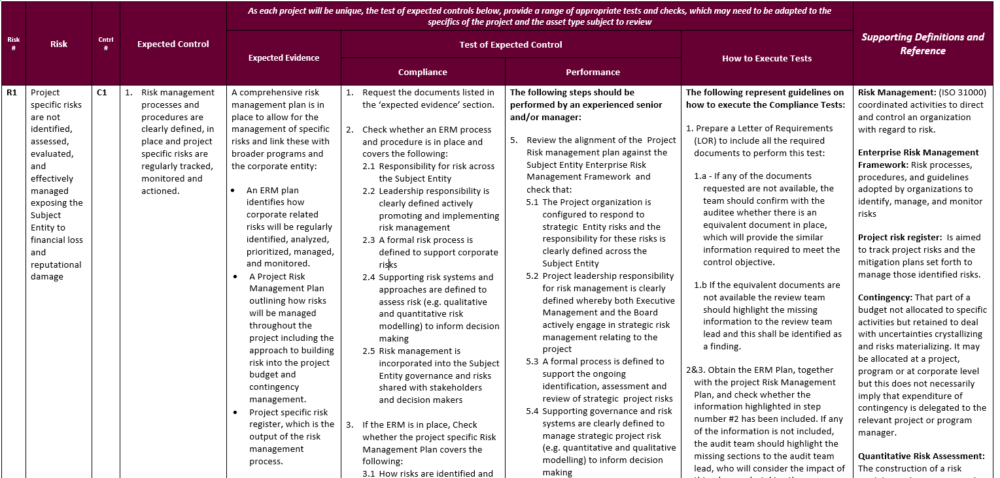 As each project will be unique, the test of expected controls below, provide a range of appropriate tests and checks, which may need to be adapted to the
specifics of the project and the asset type subject to review
Risk
#
Risk
Cntrl
#
Expected Control
Expected Evidence
Test of Expected Control
Compliance
Performance
How to Execute Tests
Supporting Definitions and
Reference
R1
Project
specific risks
are not
identified,
assessed,
evaluated,
and
effectively
managed
exposing the
Subject
Entity to
financial loss
and
reputational
damage
C1
1. Risk management
processes and
procedures are
clearly defined, in
place and project
specific risks are
regularly tracked,
monitored and
actioned.
A comprehensive risk
management plan is in
place to allow for the
management of specific
risks and link these with
broader programs and
the corporate entity:
• An ERM plan
identifies how
corporate related
risks will be regularly
identified, analyzed,
prioritized, managed,
and monitored.
• A Project Risk
Management Plan
outlining how risks
will be managed
throughout the
project including the
approach to building
risk into the project
budget and
contingency
management.
• Project specific risk
register, which is the
output of the risk
management
process.
1. Request the documents listed in
the ‘expected evidence’ section.
2. Check whether an ERM process
and procedure is in place and
covers the following:
2.1 Responsibility for risk across
the Subject Entity
2.2 Leadership responsibility is
clearly defined actively
promoting and implementing
risk management
2.3 A formal risk process is
defined to support corporate
risks
2.4 Supporting risk systems and
approaches are defined to
assess risk (e.g. qualitative
and quantitative risk
modelling) to inform decision
making
2.5 Risk management is
incorporated into the Subject
Entity governance and risks
shared with stakeholders
and decision makers
3. If the ERM is in place, Check
whether the project specific Risk
Management Plan covers the
following:
3.1 How risks are identified and
The following steps should be
performed by an experienced senior
and/or manager:
5. Review the alignment of the Project
Risk management plan against the
Subject Entity Enterprise Risk
Management Framework and
check that:
5.1 The Project organization is
configured to respond to
strategic Entity risks and the
responsibility for these risks is
clearly defined across the
Subject Entity
5.2 Project leadership responsibility
for risk management is clearly
defined whereby both Executive
Management and the Board
actively engage in strategic risk
management relating to the
project
5.3 A formal process is defined to
support the ongoing
identification, assessment and
review of strategic project risks
5.4 Supporting governance and risk
systems are clearly defined to
manage strategic project risk
(e.g. quantitative and qualitative
modelling) to inform decision
making
The following represent guidelines on
how to execute the Compliance Tests:
1. Prepare a Letter of Requirements
(LOR) to include all the required
documents to perform this test:
1.a - If any of the documents
requested are not available, the
team should confirm with the
auditee whether there is an
equivalent document in place,
which will provide the similar
information required to meet the
control objective.
1.b If the equivalent documents are
not available the review team
should highlight the missing
information to the review team
lead and this shall be identified as
a finding.
2&3. Obtain the ERM Plan, together
with the project Risk Management
Plan, and check whether the
information highlighted in step
number #2 has been included. If any
of the information is not included,
the audit team should highlight the
missing sections to the audit team
lead, who will consider the impact of
Risk Management: (ISO 31000)
coordinated activities to direct
and control an organization
with regard to risk.
Enterprise Risk Management
Framework: Risk processes,
procedures, and guidelines
adopted by organizations to
identify, manage, and monitor
risks
Project risk register: Is aimed
to track project risks and the
mitigation plans set forth to
manage those identified risks.
Contingency: That part of a
budget not allocated to specific
activities but retained to deal
with uncertainties crystallizing
and risks materializing. It may
be allocated at a project,
program or at corporate level
but this does not necessarily
imply that expenditure of
contingency is delegated to the
relevant project or program
manager.
Quantitative Risk Assessment:
The construction of a risk